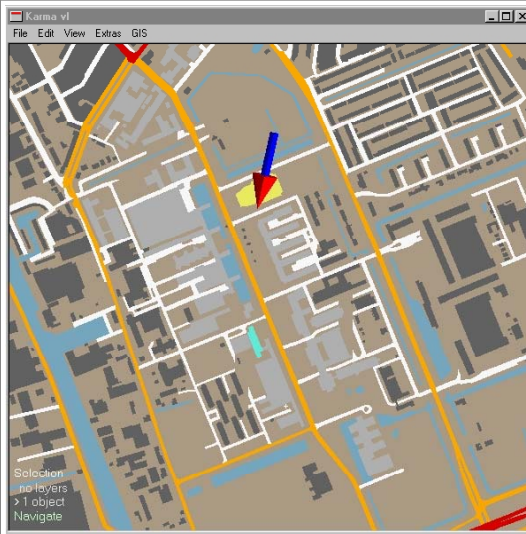 Karma vI
File Edit View Extras GIS
Selection
no layers
> 1 object
Navigate